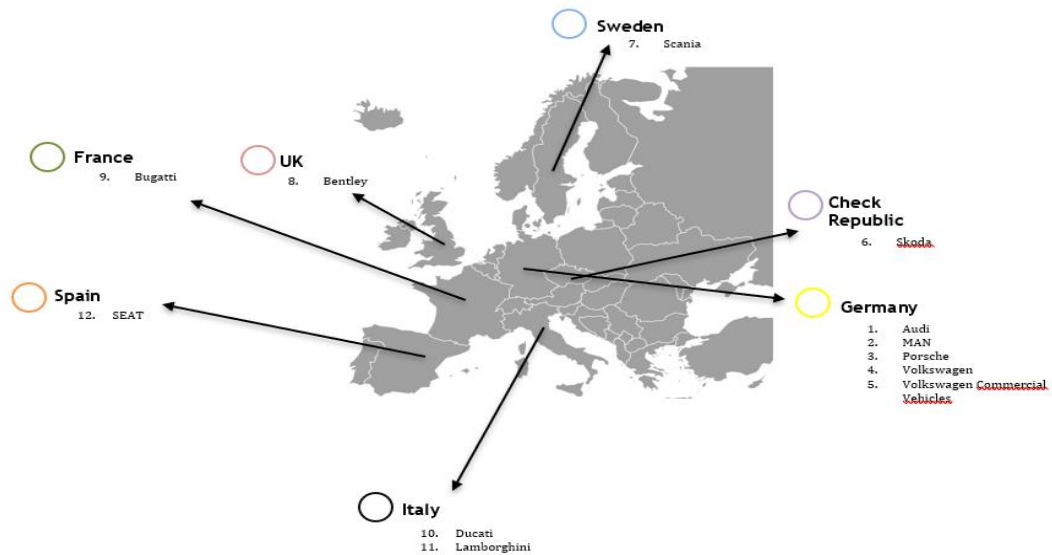 Sweden
7. Scania
France
9. Bugatti
UK
8. Bentley
Check
Republic
6. Skoda
Spain
12. SEAT
Germany
1. Audi
2. MAN
3. Porsche
4. Volkswagen
5. Volkswagen Commercial
Vehicles
Italy
10. Ducati
11. Lamborghini